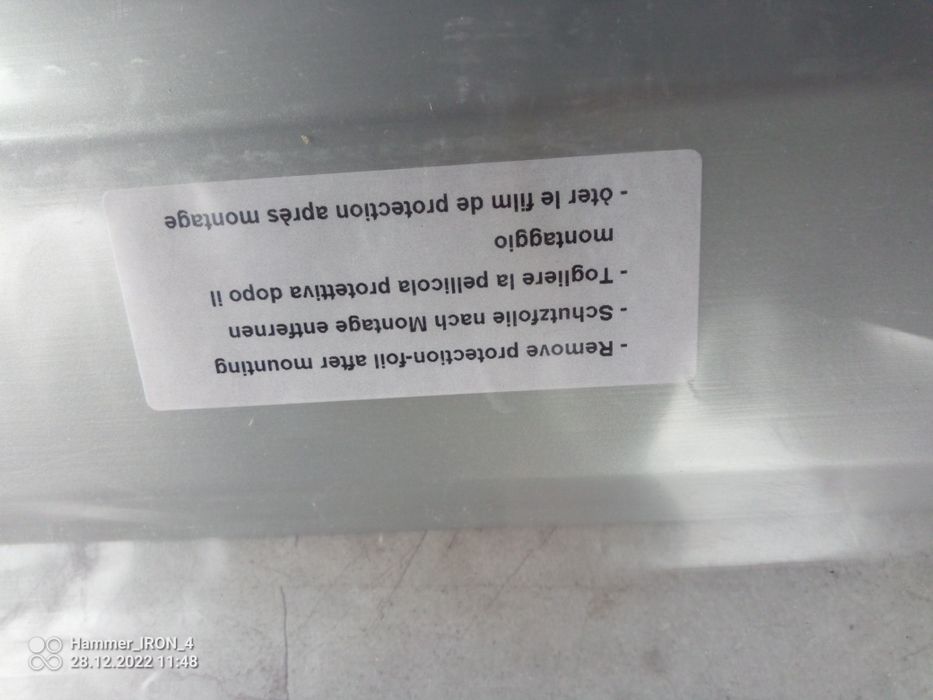 - Remove protection-foil after mounting
- Schutzfolie nach Montage entfernen
- Togliere la pellicola protettiva dopo il
montaggio
- ôter le film de protection après montage
Hammer_IRON_4
28.12.2022 11:48